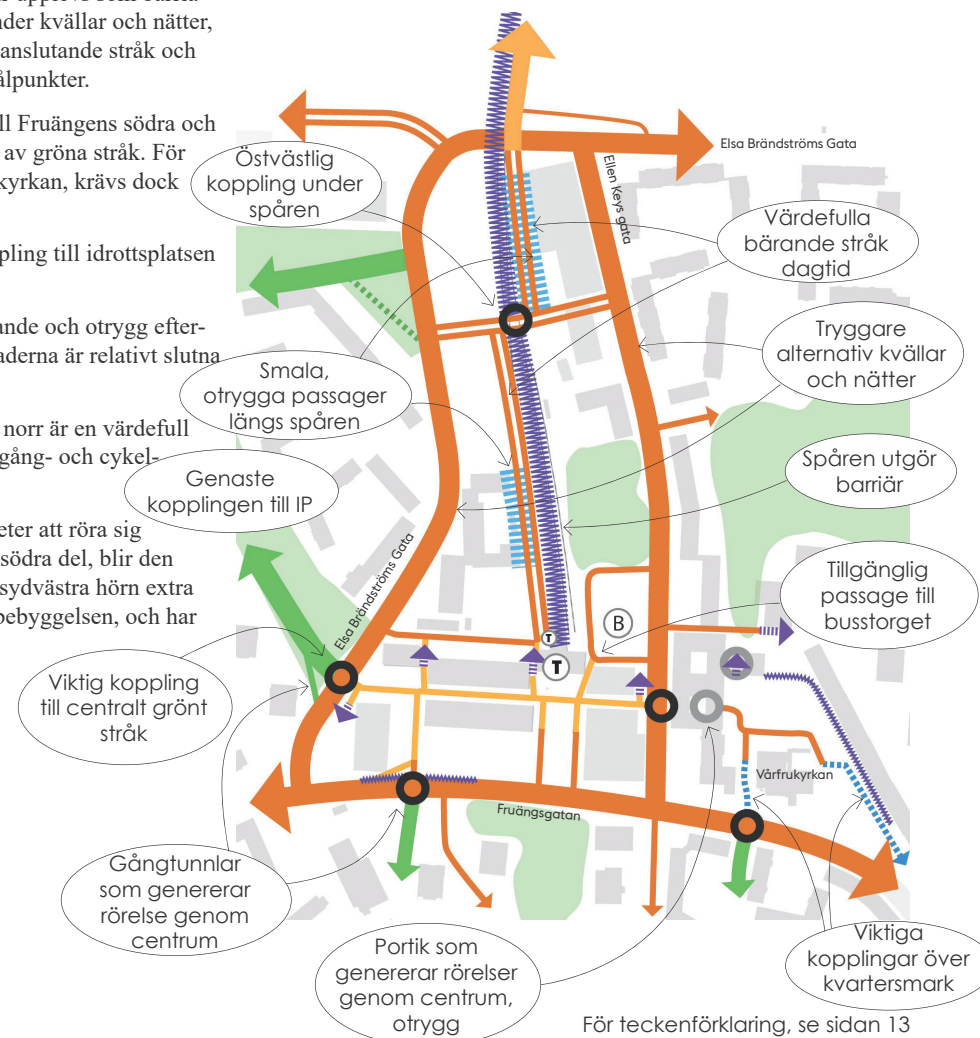 nder kvällar och nätter,
anslutande stråk och
ålpunkter.
ll Fruängens södra och
av gröna stråk. För
kyrkan, krävs dock
ppling till idrottsplatsen
ande och otrygg efter-
aderna är relativt slutna
norr är en värdefull
gång- och cykel-
eter att röra sig
södra del, blir den
sydvästra hörn extra
bebyggelsen, och har
Östvästlig
koppling under
spåren
Smala,
otrygga passager
längs spåren
Genaste
kopplingen till IP
Viktig koppling
till centralt grönt
stråk
Gångtunnlar
som genererar
rörelse genom
centrum
Portik som
genererar rörelser
genom centrum,
otrygg
Värdefulla
bärande stråk
dagtid
Tryggare
alternativ kvällar
och nätter
Spåren utgör
barriär
Tillgänglig
passage till
busstorget
Viktiga
kopplingar över
kvartersmark
Elsa Brändströms Gata
Ellen Keys gata
Elsa Brändströms Gata
B
T
T
Vårfrukyrkan
Fruängsgatan
För teckenförklaring, se sidan 13